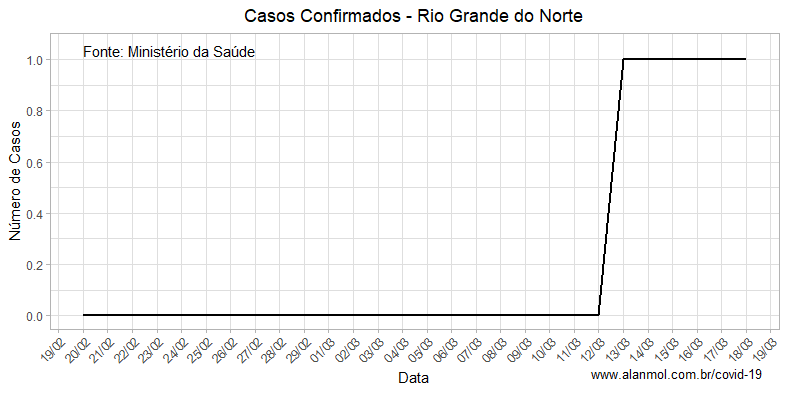 Casos Confirmados - Rio Grande do Norte
Fonte: Ministério da Saúde
Número de Casos
1.0
0.8
0.6
0.4
0.2
0.0
19/02 20/02 21/02 22/02 23/02 24/02 25/02 26/02 27/02 28/02 29/02 01/03 02/03 03/03 04/03 05/03 06/03 07/03 08/03 09/03 10/03 11/03 12/03 13/03 14/03 15/03 16/03 17/03 18/03 19/03
Data
www.alanmol.com.br/covid-19